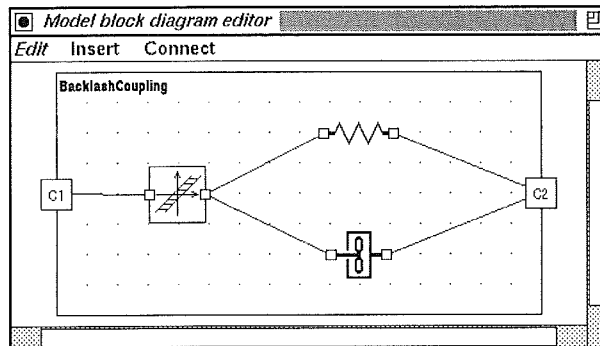 Model block diagram editor
Edit Insert Connect
BacklashCoupling
C1
C2